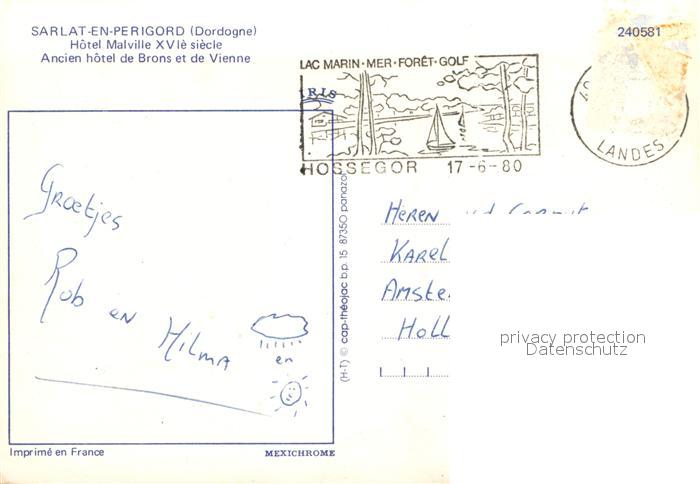 SARLAT-EN-PERIGORD (Dordogne)
Hôtel Malville XVIè siècle
Ancien hôtel de Brons et de Vienne
240581
LAC MARIN·MER·FORÊT·GOLF
IRIS
HOSSEGOR 17-6-80
LANDES
Groetjes
Rob en Hilma
en
(H-T) © cap-théojac b.p. 15 87350 panazol
HEREN
KAREL
AMSTE
HOLL
privacy protection
Datenschutz
Imprimé en France
MEXICHROME